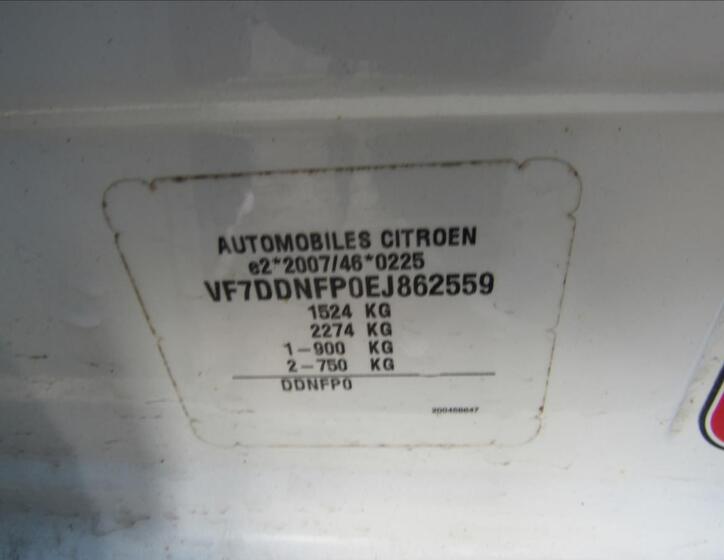 AUTOMOBILES CITROEN
e2*2007/46*0225
VF7DDNFP0EJ862559
1524 KG
2274 KG
1-900 KG
2-750 KG
DDNFP0